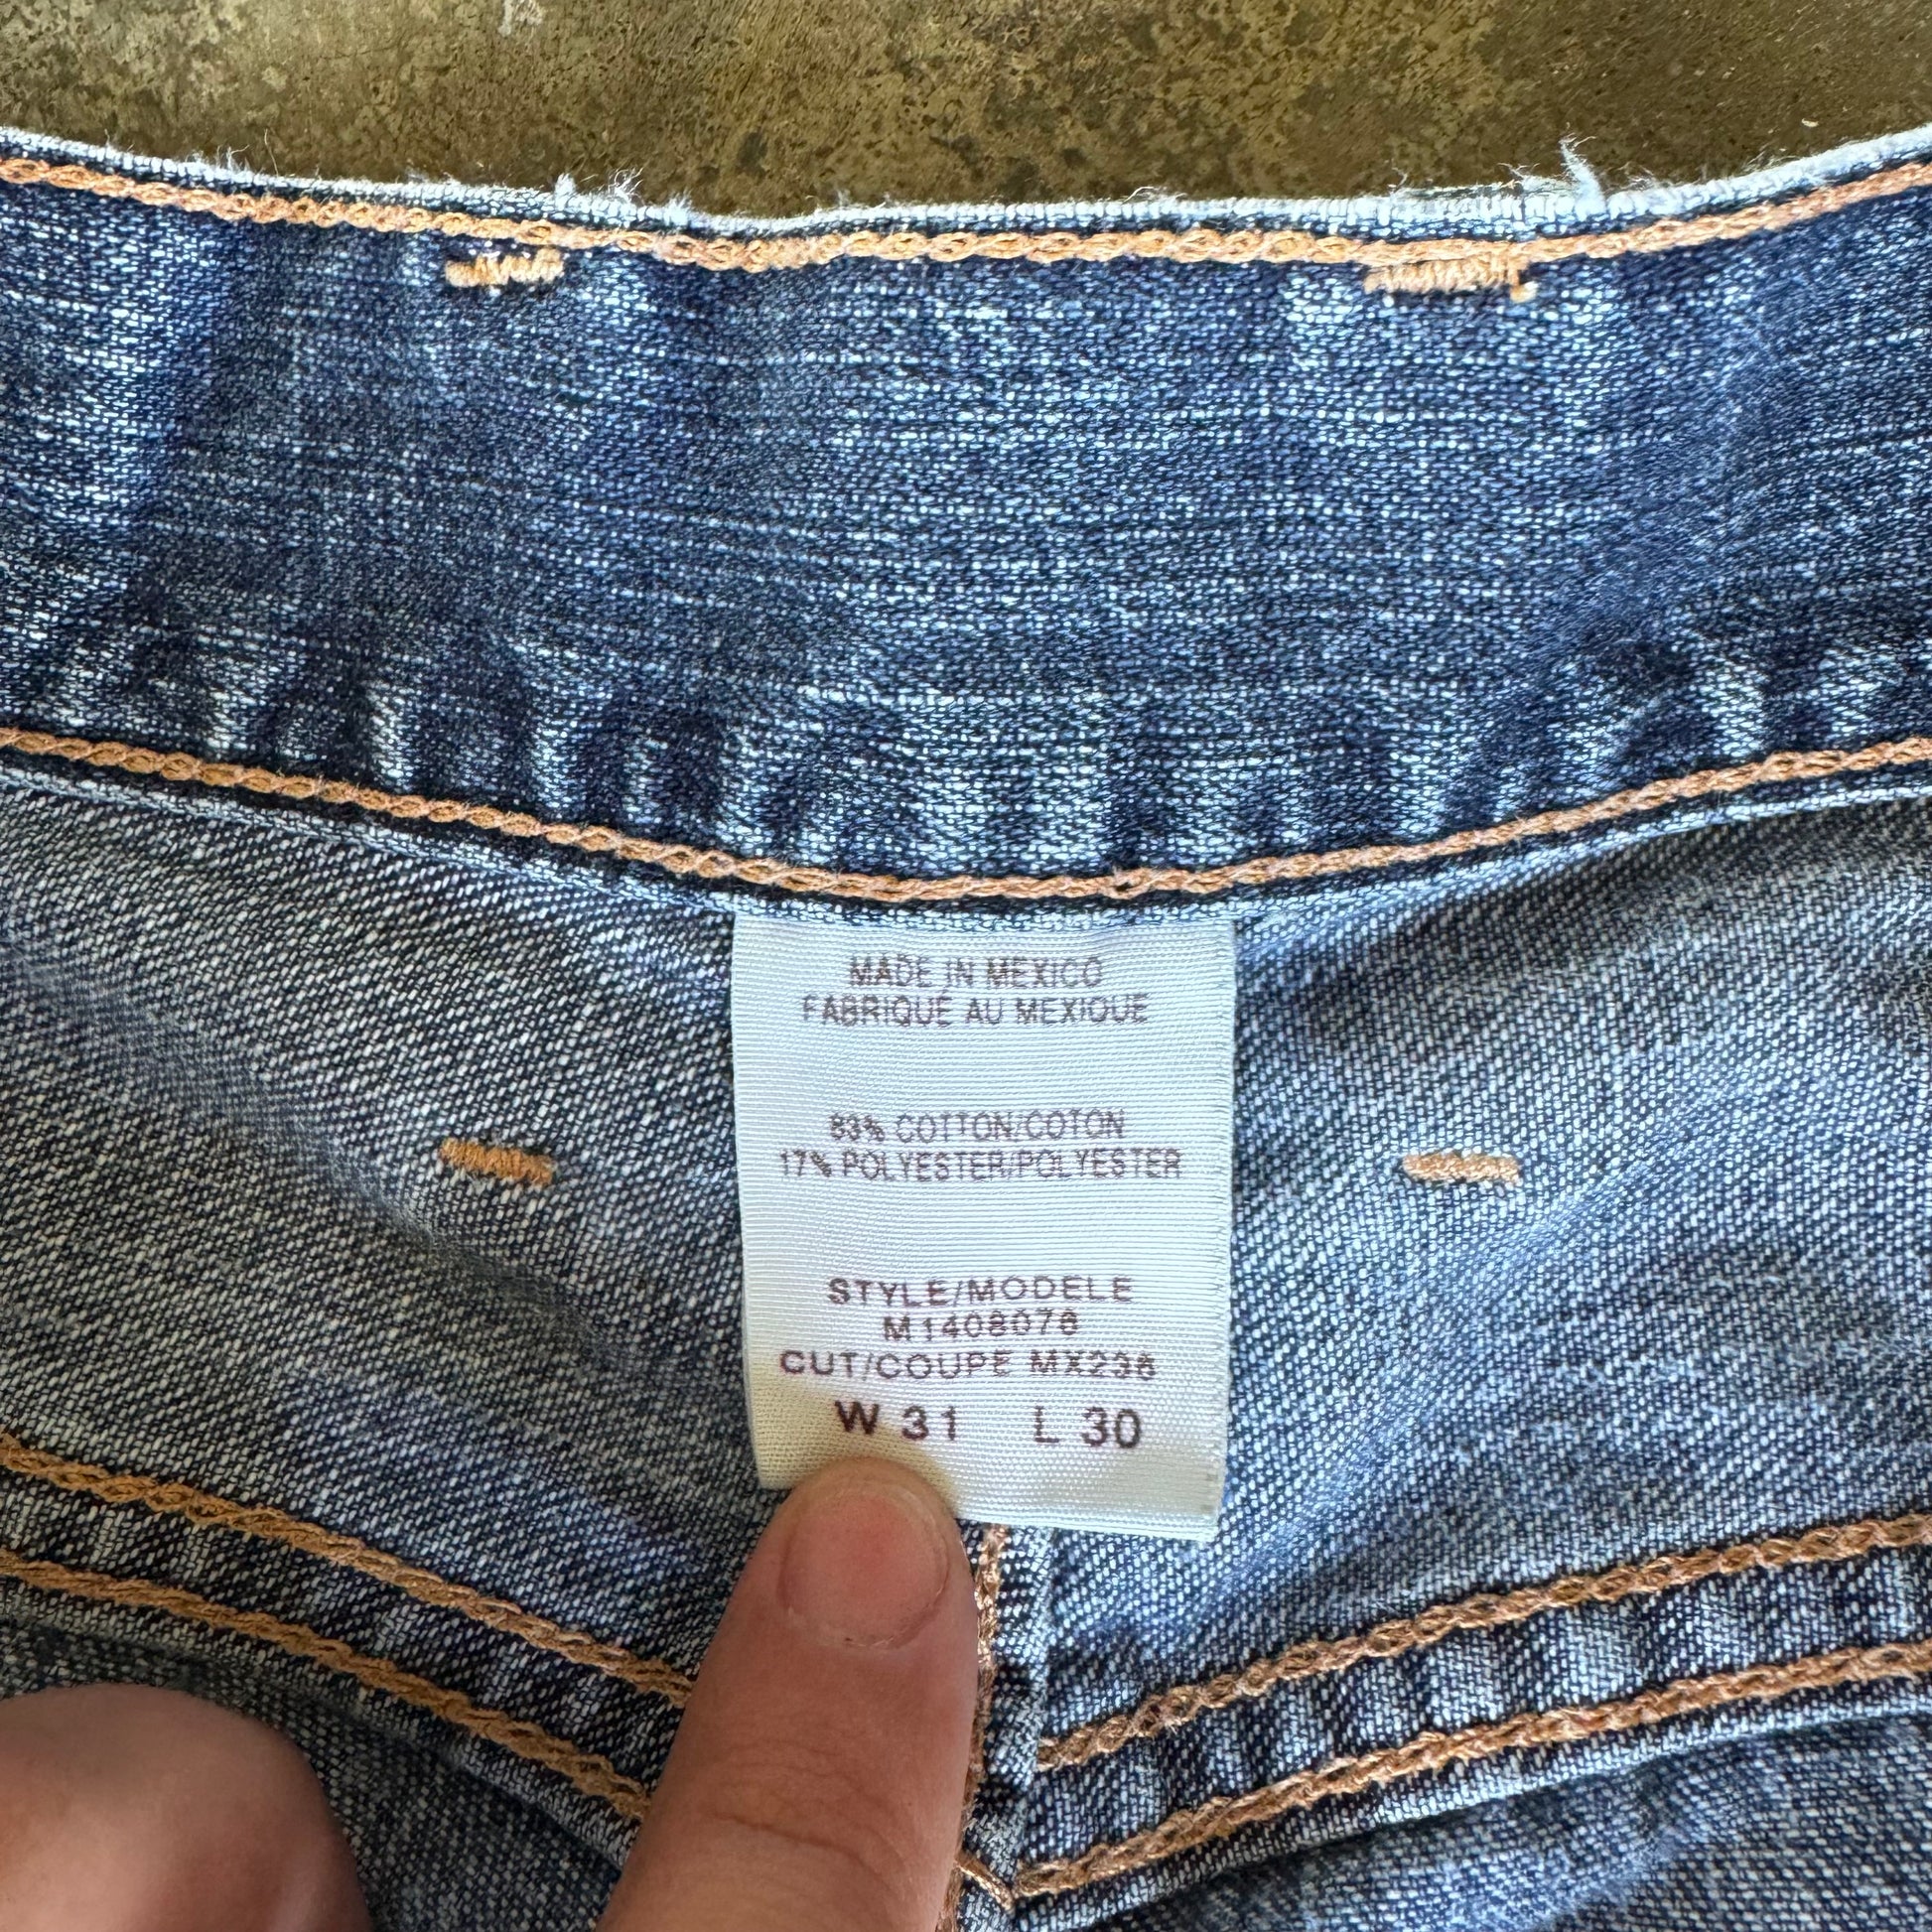 MADE IN MEXICO
FABRIQUÉ AU MEXIQUE
83% COTTON/COTON
17% POLYESTER/POLYESTER
STYLE/MODELE
M1408076
CUT/COUPE MX236
W 31 L 30